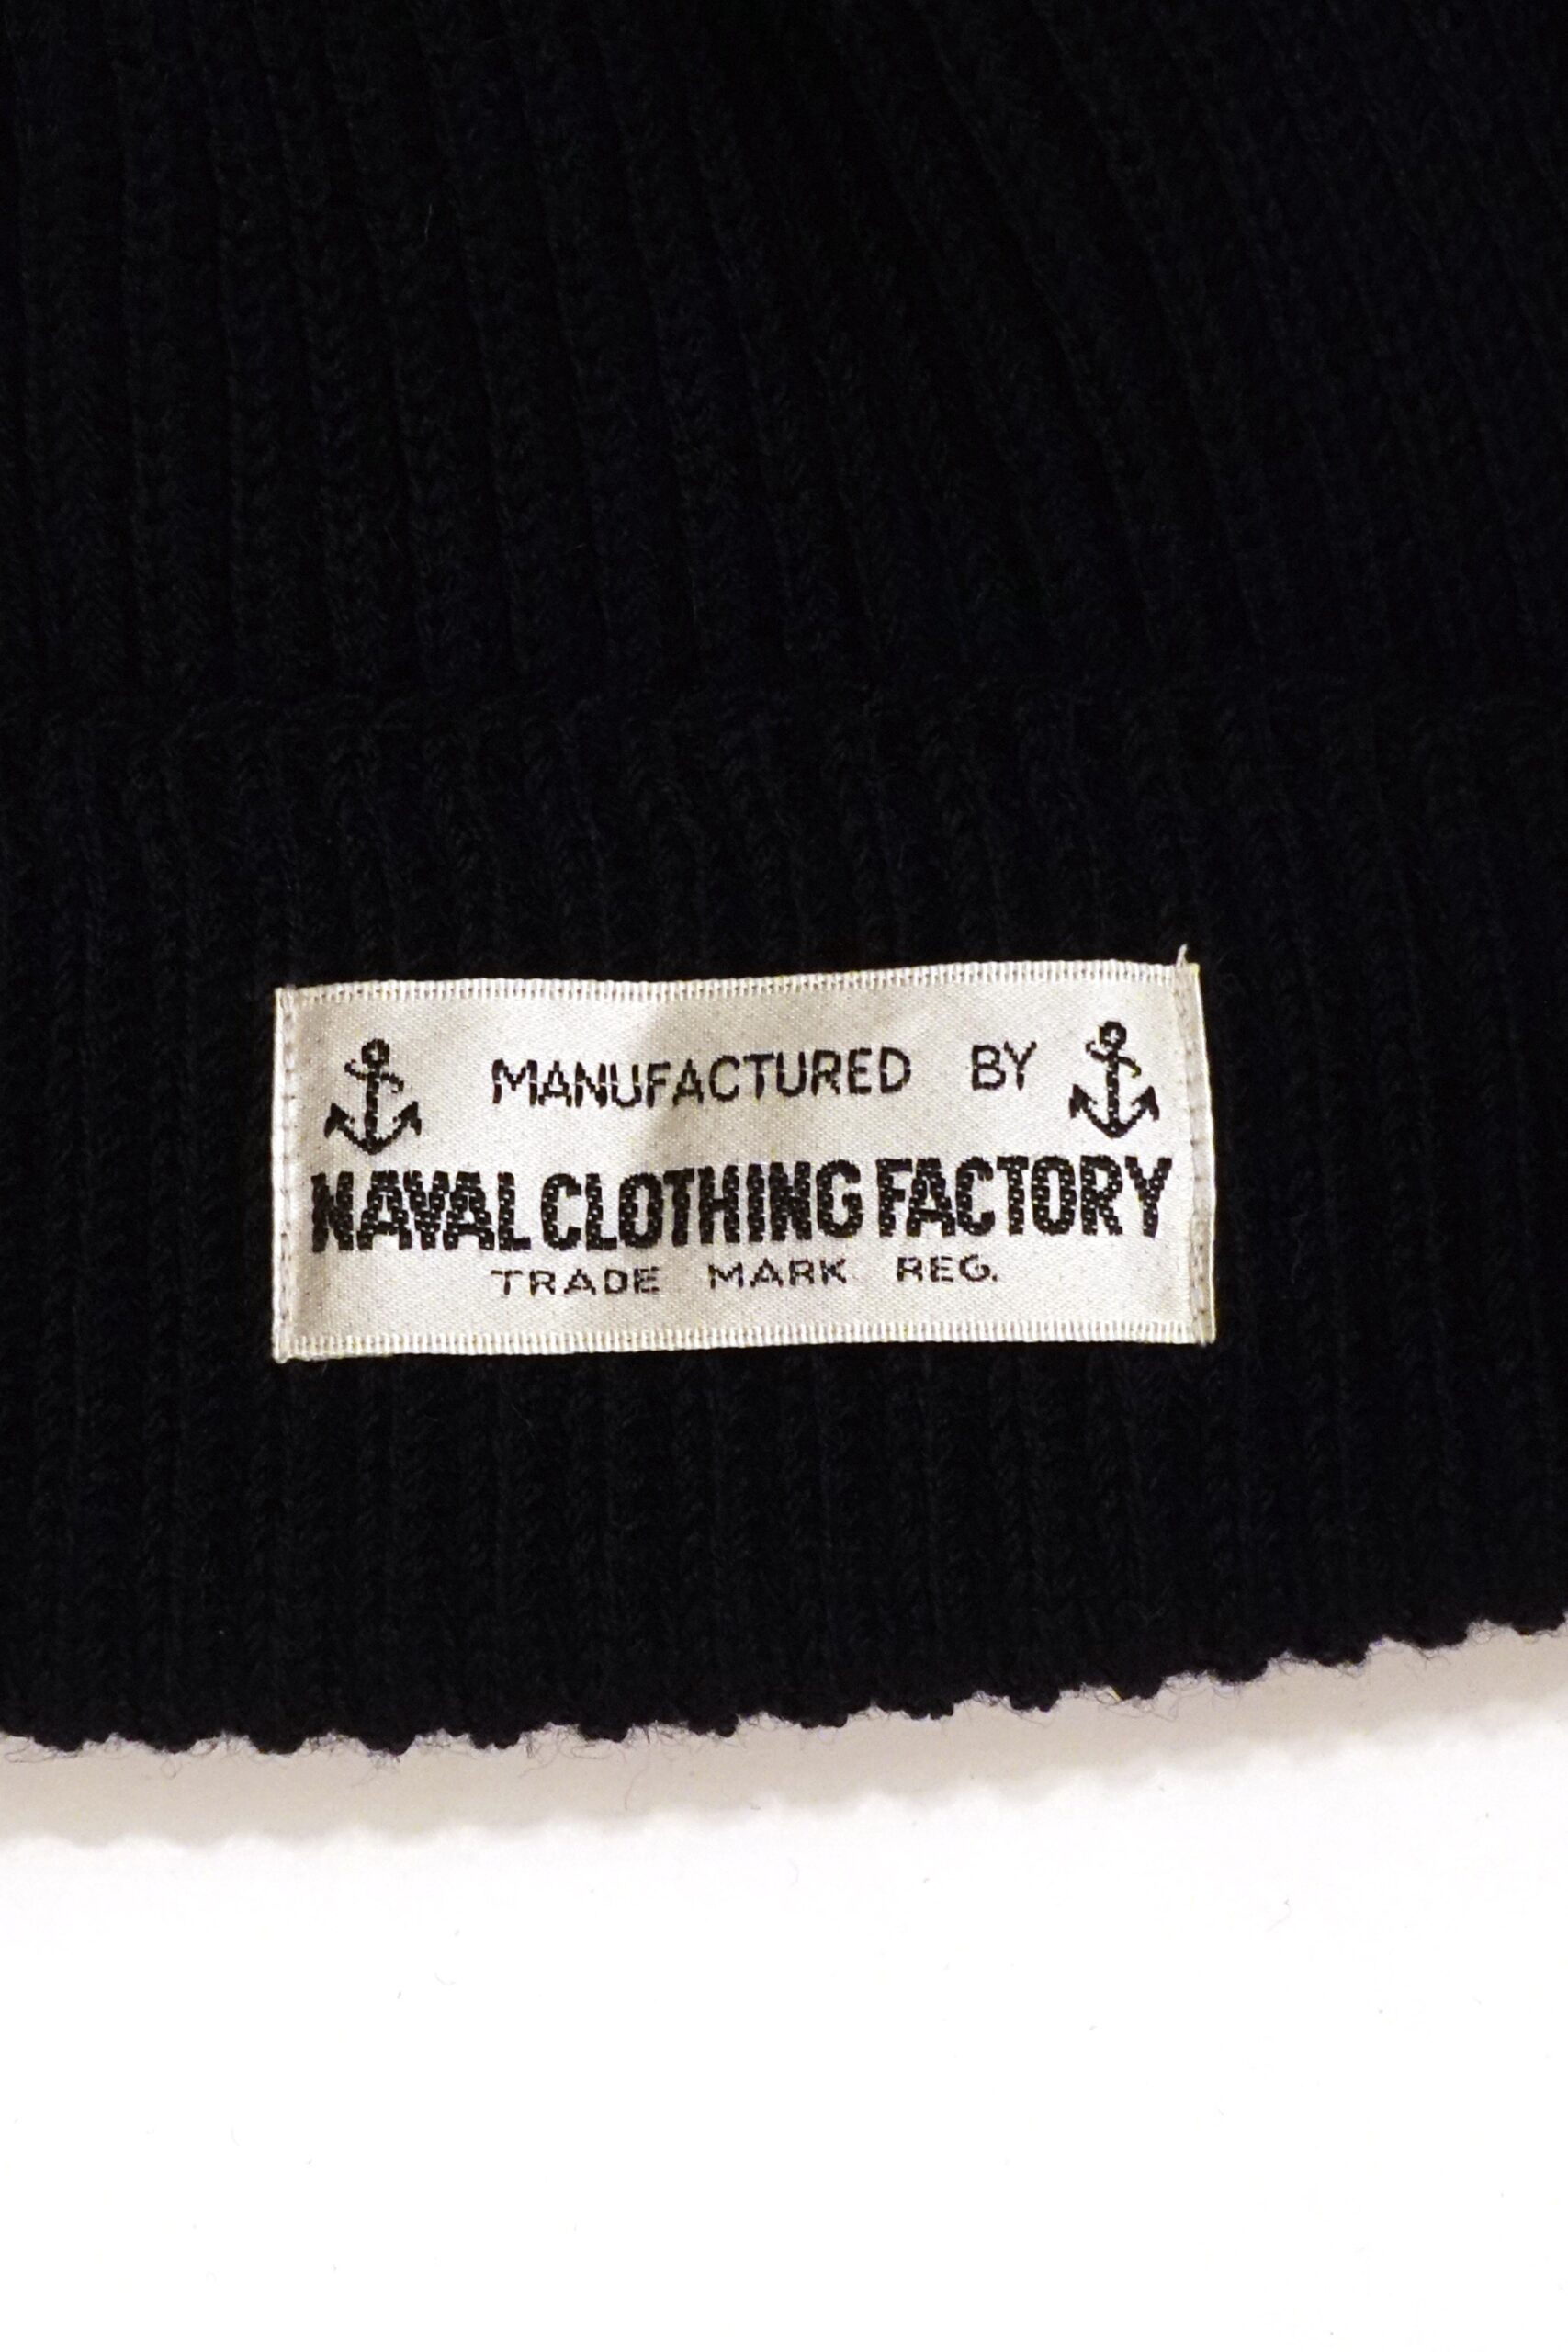 MANUFACTURED BY
NAVAL CLOTHING FACTORY
TRADE MARK REG.